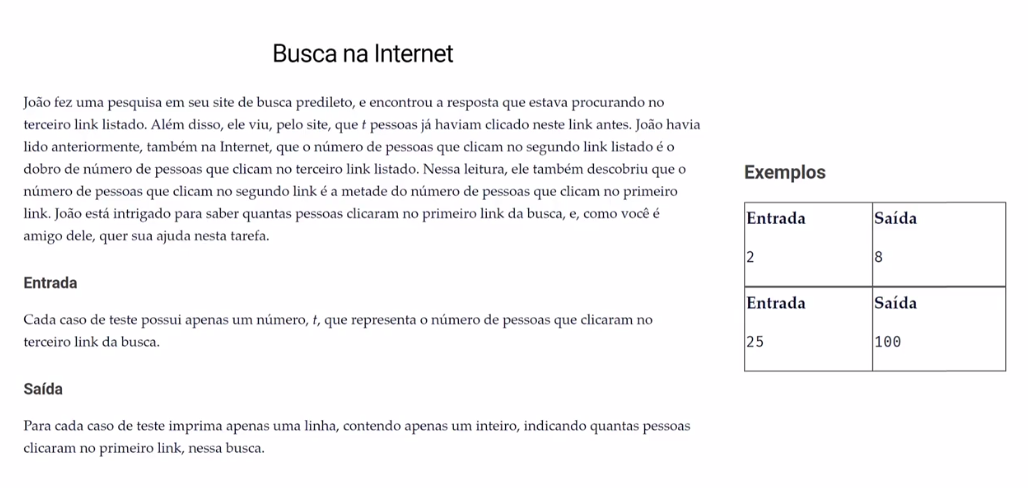 Busca na Internet
João fez uma pesquisa em seu site de busca predileto, e encontrou a resposta que estava procurando no
terceiro link listado. Além disso, ele viu, pelo site, que t pessoas já haviam clicado neste link antes. João havia
lido anteriormente, também na Internet, que o número de pessoas que clicam no segundo link listado é o
dobro de número de pessoas que clicam no terceiro link listado. Nessa leitura, ele também descobriu que o
número de pessoas que clicam no segundo link é a metade do número de pessoas que clicam no primeiro
link. João está intrigado para saber quantas pessoas clicaram no primeiro link da busca, e, como você é
amigo dele, quer sua ajuda nesta tarefa.
Entrada
Cada caso de teste possui apenas um número, t, que representa o número de pessoas que clicaram no
terceiro link da busca.
Saída
Para cada caso de teste imprima apenas uma linha, contendo apenas um inteiro, indicando quantas pessoas
clicaram no primeiro link, nessa busca.
Exemplos
Entrada Saída
2 8
Entrada Saída
25 100